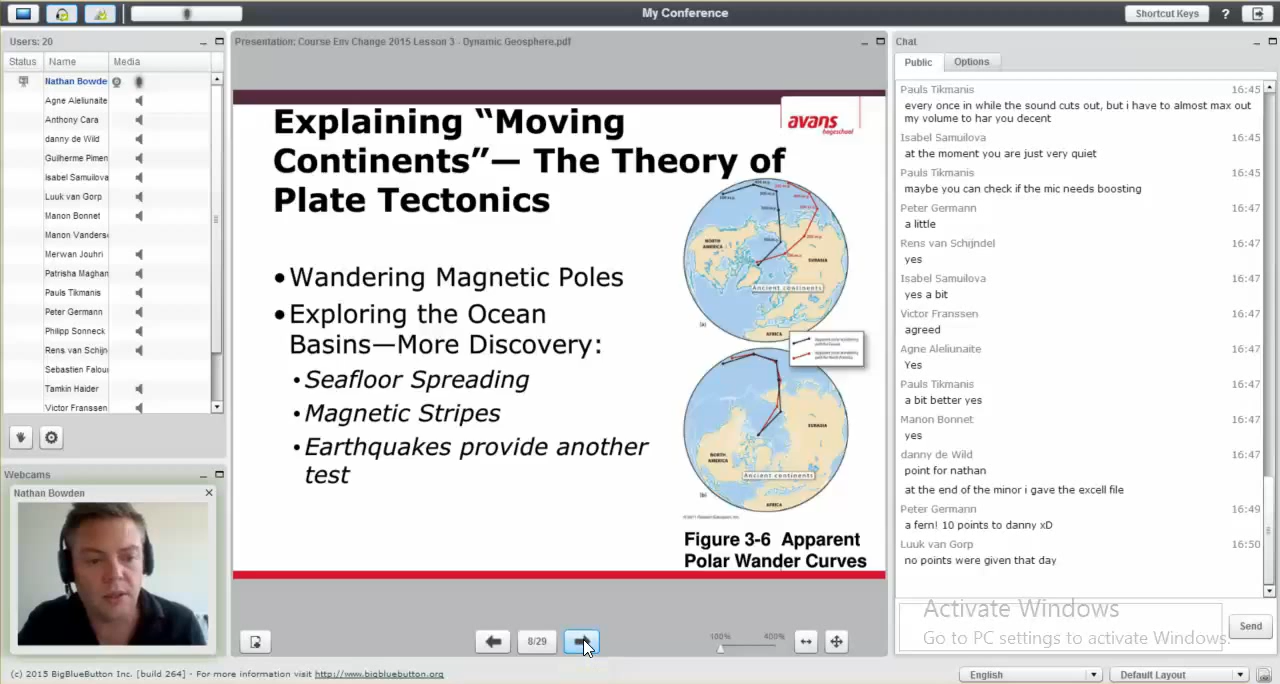 My Conference
Shortcut Keys
?
Users: 20
Status Name Media
Nathan Bowde
Agne Aleliunaite
Anthony Cara
danny de Wild
Guilherme Pimen
Isabel Samuilova
Luuk van Gorp
Manon Bonnet
Manon Vanders
Merwan Jouhri
Patrisha Maghan
Pauls Tikmanis
Peter Germann
Philipp Sonneck
Rens van Schijn
Sebastien Falou
Tamkin Haider
Victor Franssen
Webcams
Nathan Bowden
Presentation: Course Env Change 2015 Lesson 3 - Dynamic Geosphere.pdf
avans
hogeschool
Explaining “Moving
Continents”— The Theory of
Plate Tectonics
•Wandering Magnetic Poles
•Exploring the Ocean
Basins—More Discovery:
•Seafloor Spreading
•Magnetic Stripes
•Earthquakes provide another
test
NORTH
AMERICA
EURASIA
Ancient continents
AFRICA
(a)
NORTH
AMERICA
EURASIA
Ancient continents
AFRICA
(b)
Figure 3-6 Apparent
Polar Wander Curves
8/29
100% 400%
Chat
Public Options
Pauls Tikmanis 16:45
every once in while the sound cuts out, but i have to almost max out
my volume to har you decent
Isabel Samuilova 16:45
at the moment you are just very quiet
Pauls Tikmanis 16:45
maybe you can check if the mic needs boosting
Peter Germann 16:47
a little
Rens van Schijndel 16:47
yes
Isabel Samuilova 16:47
yes a bit
Victor Franssen 16:47
agreed
Agne Aleliunaite 16:47
Yes
Pauls Tikmanis 16:47
a bit better yes
Manon Bonnet 16:47
yes
danny de Wild 16:47
point for nathan
at the end of the minor i gave the excell file
Peter Germann 16:49
a fern! 10 points to danny xD
Luuk van Gorp 16:50
no points were given that day
Activate Windows
Go to PC settings to activate Windows.
Send
(c) 2015 BigBlueButton Inc. [build 264] - For more information visit http://www.bigbluebutton.org
English
Default Layout